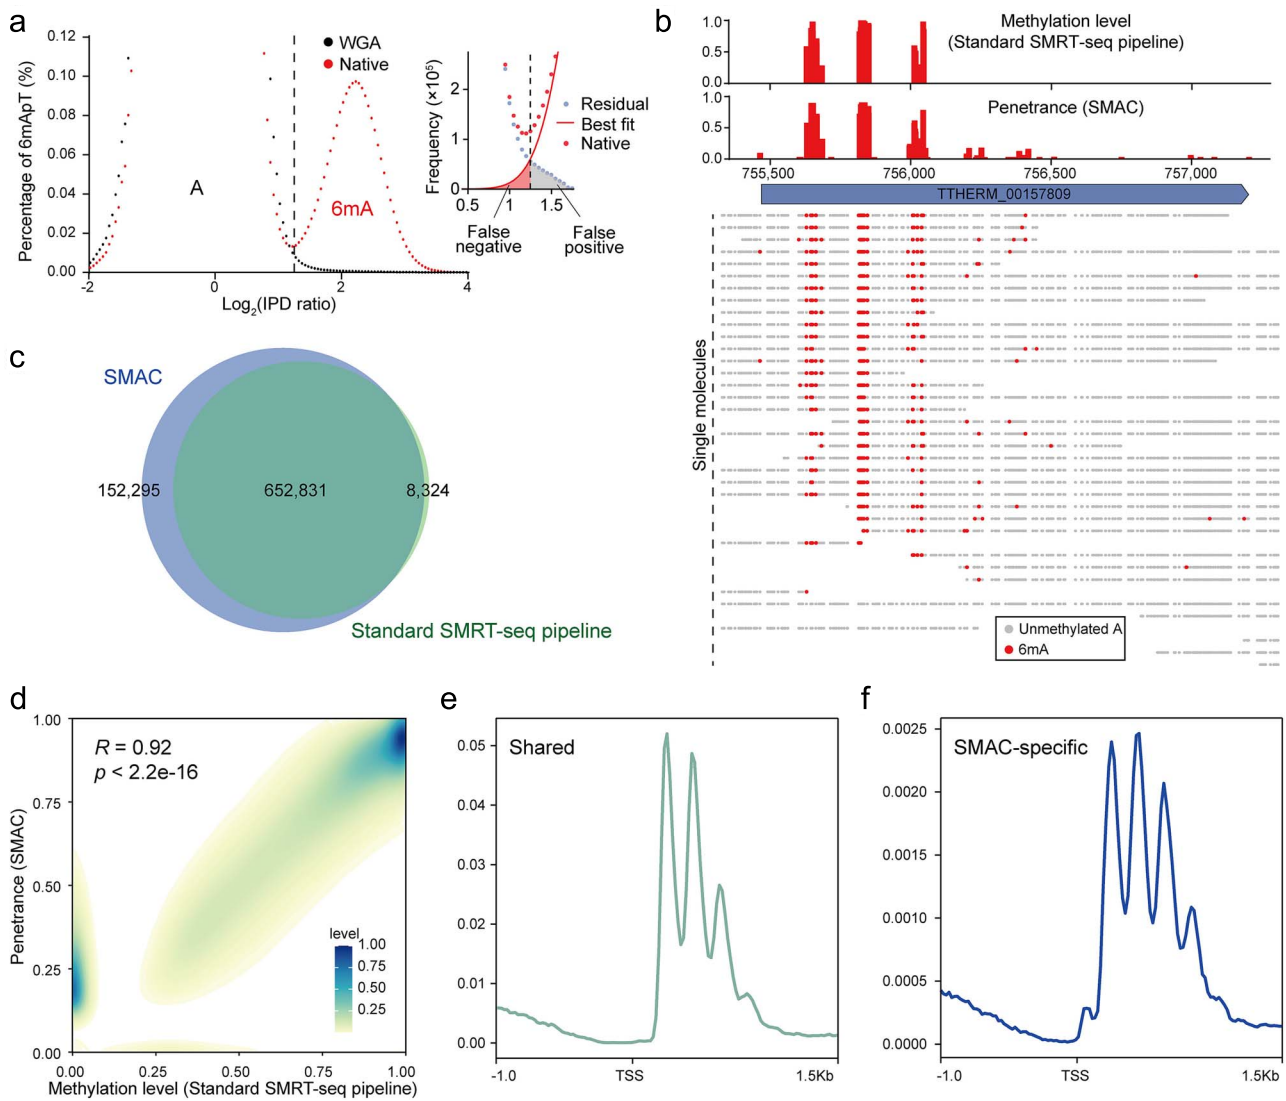 a
0.12
0.10
0.08
0.06
0.04
0.02
0.00
Percentage of 6mApT (%)
-2
0
2
4
Log2(IPD ratio)
WGA
Native
A
6mA
Frequency (×10⁵)
2
1
0
0.5
1
1.5
Residual
Best fit
Native
False
negative
False
positive
b
1.0
0.5
0.0
Methylation level
(Standard SMRT-seq pipeline)
1.0
0.5
0.0
Penetrance (SMAC)
755,500
756,000
756,500
757,000
TTHERM_00157809
Single molecules
Unmethylated A
6mA
c
SMAC
152,295
652,831
8,324
Standard SMRT-seq pipeline
d
1.00
0.75
0.50
0.25
0.00
Penetrance (SMAC)
R = 0.92
p < 2.2e-16
level
1.00
0.75
0.50
0.25
0.00
0.25
0.50
0.75
1.00
Methylation level (Standard SMRT-seq pipeline)
e
Shared
0.05
0.04
0.03
0.02
0.01
0.00
-1.0
TSS
1.5Kb
f
SMAC-specific
0.0025
0.0020
0.0015
0.0010
0.0005
0.0000
-1.0
TSS
1.5Kb